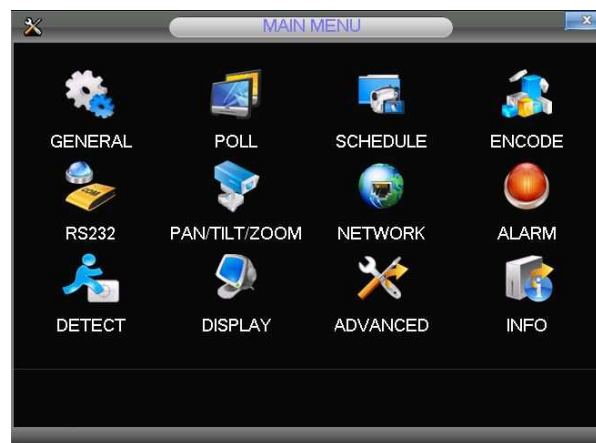 MAIN MENU
GENERAL POLL SCHEDULE ENCODE
RS232 PAN/TILT/ZOOM NETWORK ALARM
DETECT DISPLAY ADVANCED INFO